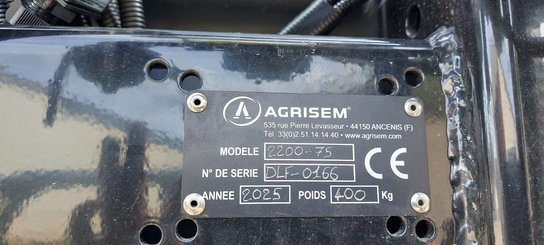 AGRISEM®
535 rue Pierre Levasseur • 44150 ANCENIS (F)
Tél. 33(0)2.51.14.14.40 • www.agrisem.com
MODELE 2200-75
N° DE SERIE DLF-0166 CE
ANNEE 2025 POIDS 400 Kg